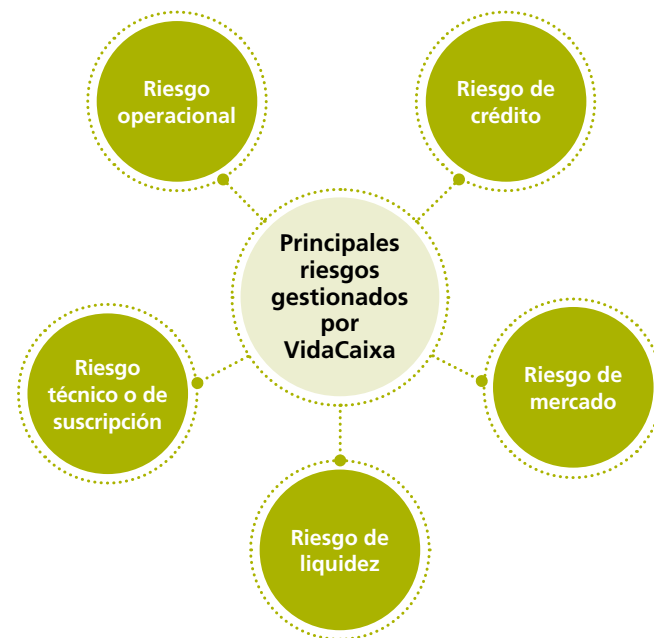 Riesgo
operacional
Riesgo de
crédito
Principales
riesgos
gestionados
por
VidaCaixa
Riesgo
técnico o de
suscripción
Riesgo de
mercado
Riesgo de
liquidez